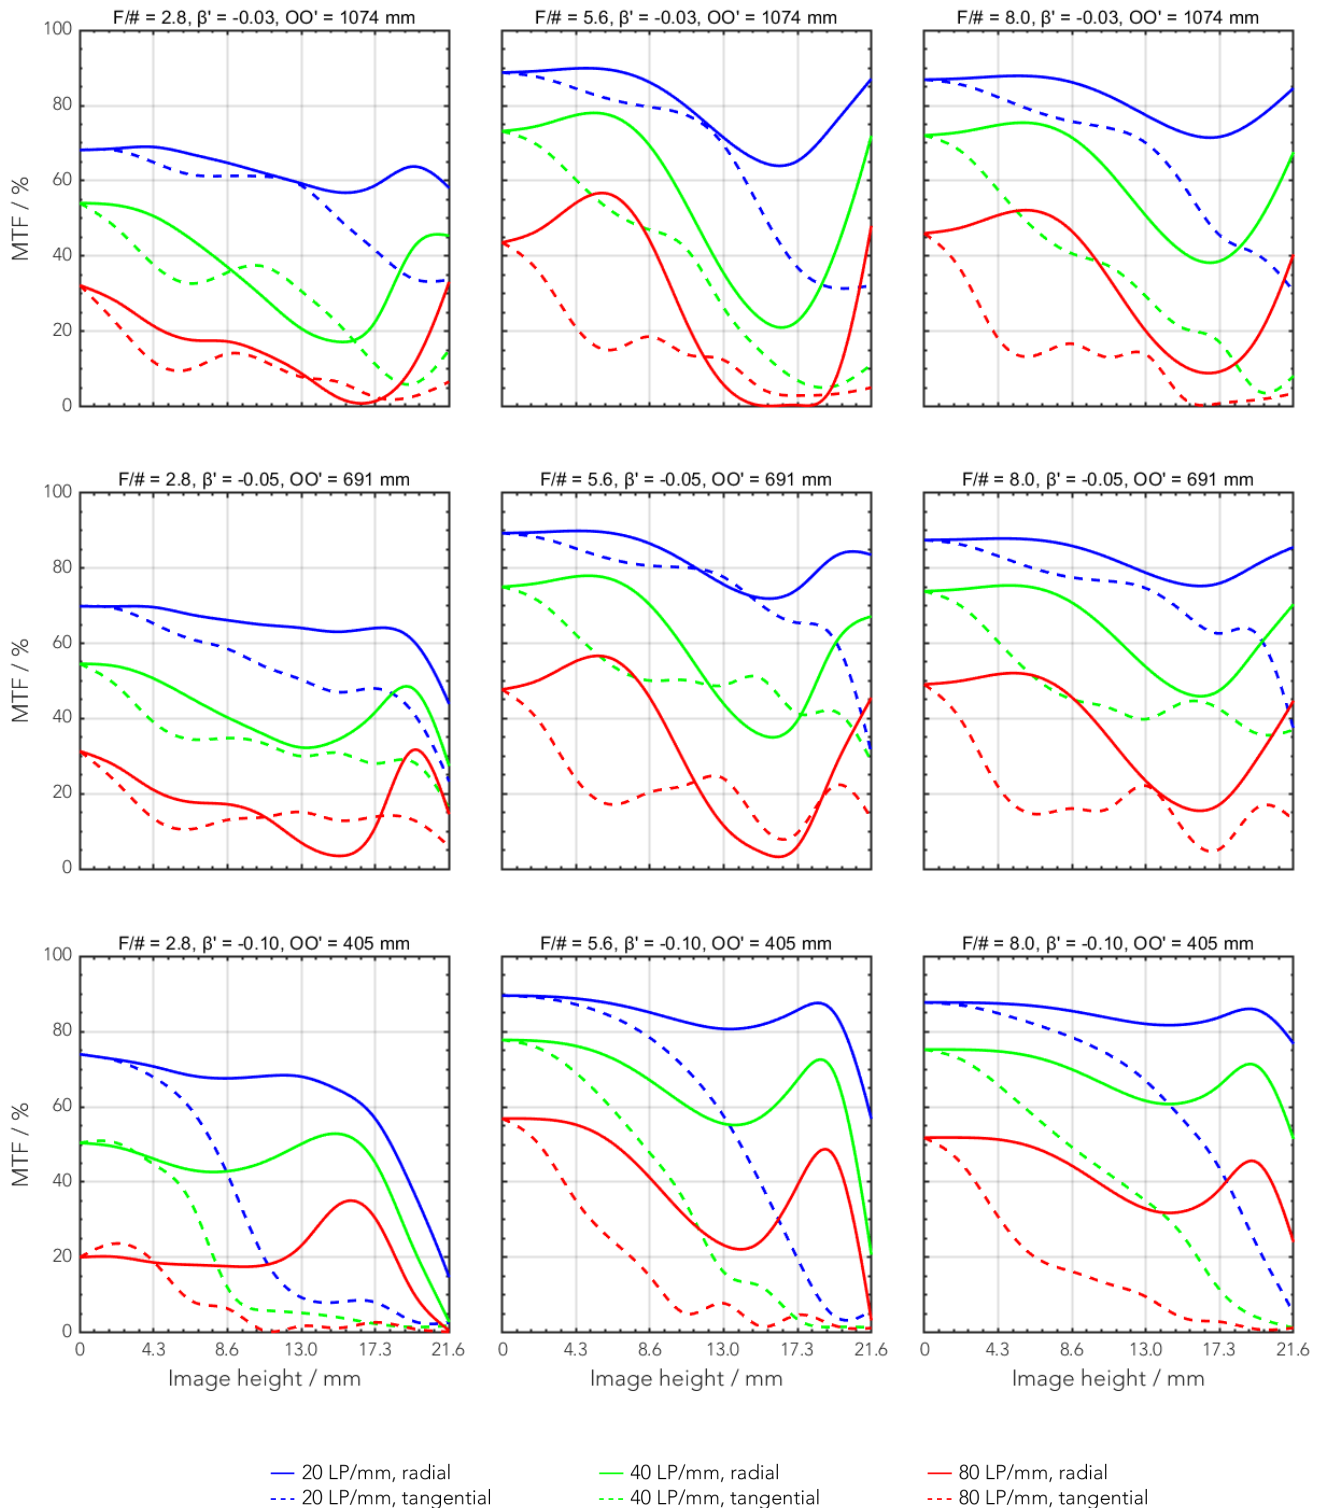 F/# = 2.8, β' = -0.03, OO' = 1074 mm
F/# = 5.6, β' = -0.03, OO' = 1074 mm
F/# = 8.0, β' = -0.03, OO' = 1074 mm
100
80
60
40
20
0
MTF / %
F/# = 2.8, β' = -0.05, OO' = 691 mm
F/# = 5.6, β' = -0.05, OO' = 691 mm
F/# = 8.0, β' = -0.05, OO' = 691 mm
100
80
60
40
20
0
MTF / %
F/# = 2.8, β' = -0.10, OO' = 405 mm
F/# = 5.6, β' = -0.10, OO' = 405 mm
F/# = 8.0, β' = -0.10, OO' = 405 mm
100
80
60
40
20
0
MTF / %
0 4.3 8.6 13.0 17.3 21.6
0 4.3 8.6 13.0 17.3 21.6
0 4.3 8.6 13.0 17.3 21.6
Image height / mm
Image height / mm
Image height / mm
20 LP/mm, radial
40 LP/mm, radial
80 LP/mm, radial
20 LP/mm, tangential
40 LP/mm, tangential
80 LP/mm, tangential